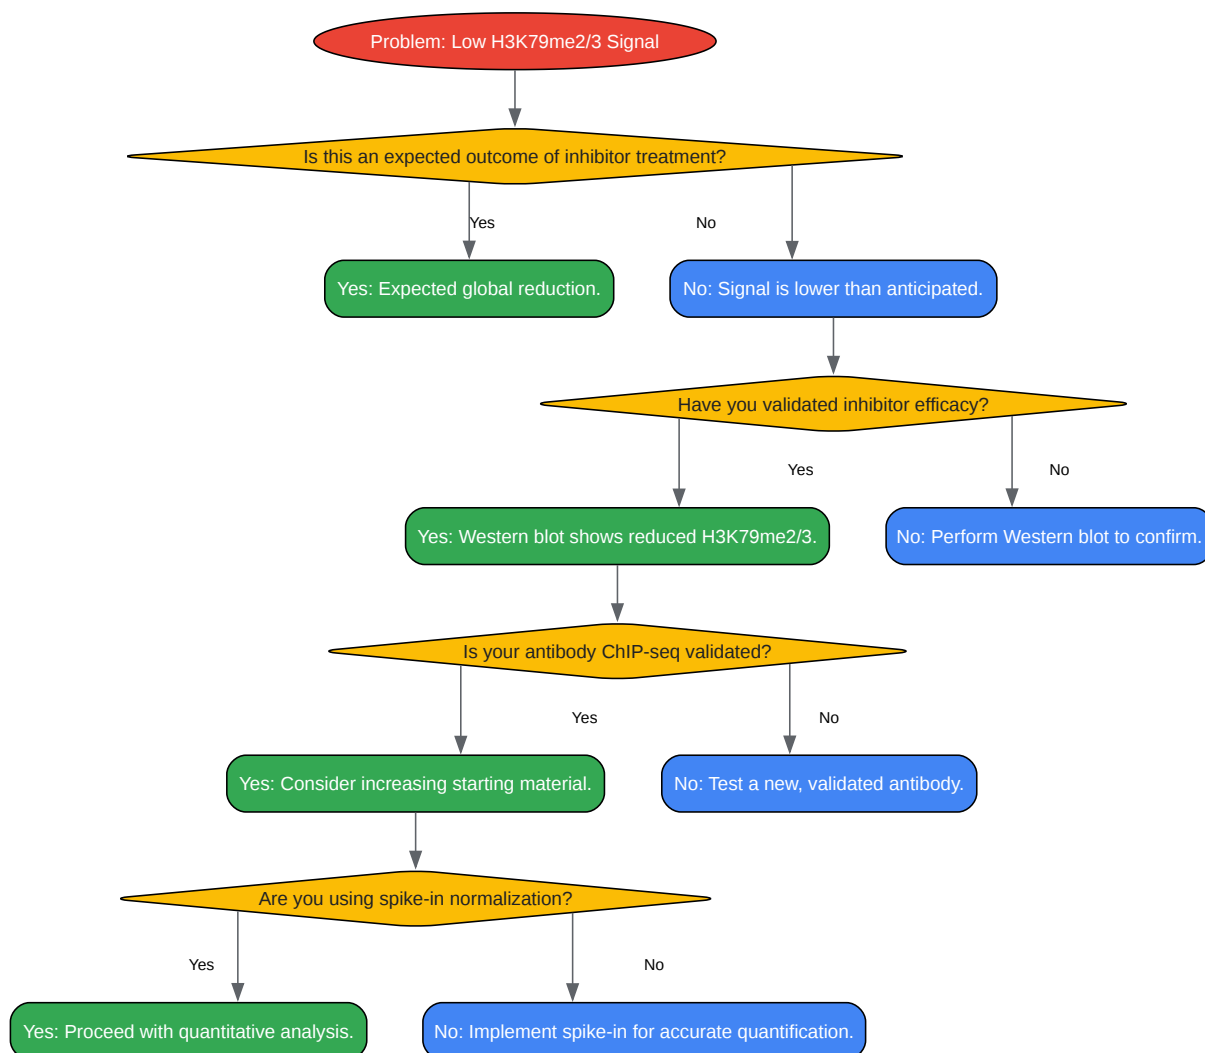 Problem: Low H3K79me2/3 Signal
Is this an expected outcome of inhibitor treatment?
Yes
No
Yes: Expected global reduction.
No: Signal is lower than anticipated.
Have you validated inhibitor efficacy?
Yes
No
Yes: Western blot shows reduced H3K79me2/3.
No: Perform Western blot to confirm.
Is your antibody ChIP-seq validated?
Yes
No
Yes: Consider increasing starting material.
No: Test a new, validated antibody.
Are you using spike-in normalization?
Yes
No
Yes: Proceed with quantitative analysis.
No: Implement spike-in for accurate quantification.